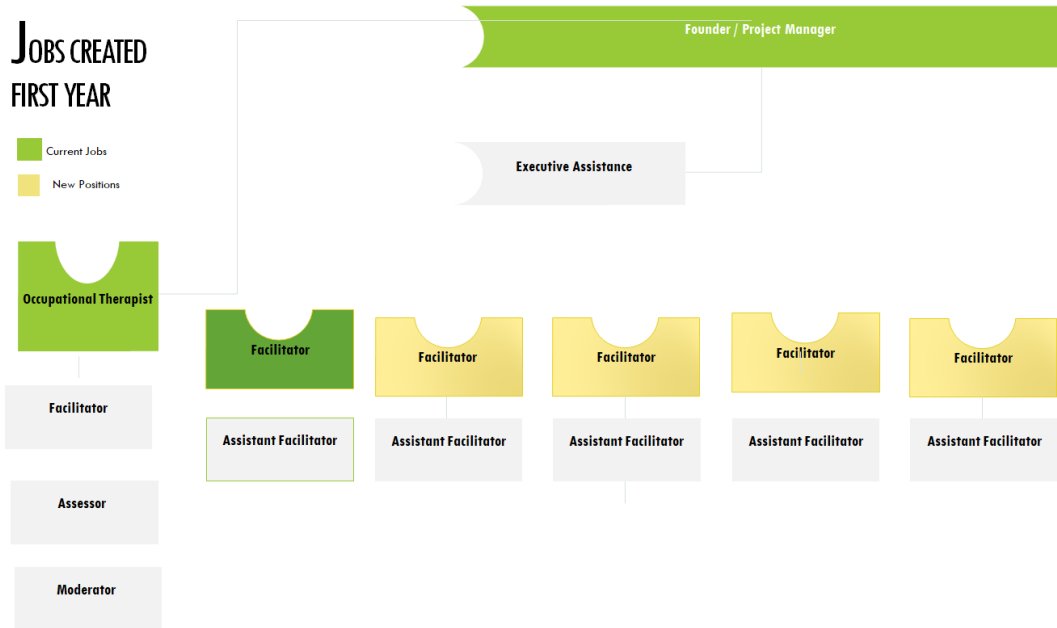 JOBS CREATED
FIRST YEAR
Current Jobs
New Positions
Founder / Project Manager
Executive Assistance
Occupational Therapist
Facilitator
Assessor
Moderator
Facilitator
Facilitator
Facilitator
Facilitator
Facilitator
Assistant Facilitator
Assistant Facilitator
Assistant Facilitator
Assistant Facilitator
Assistant Facilitator